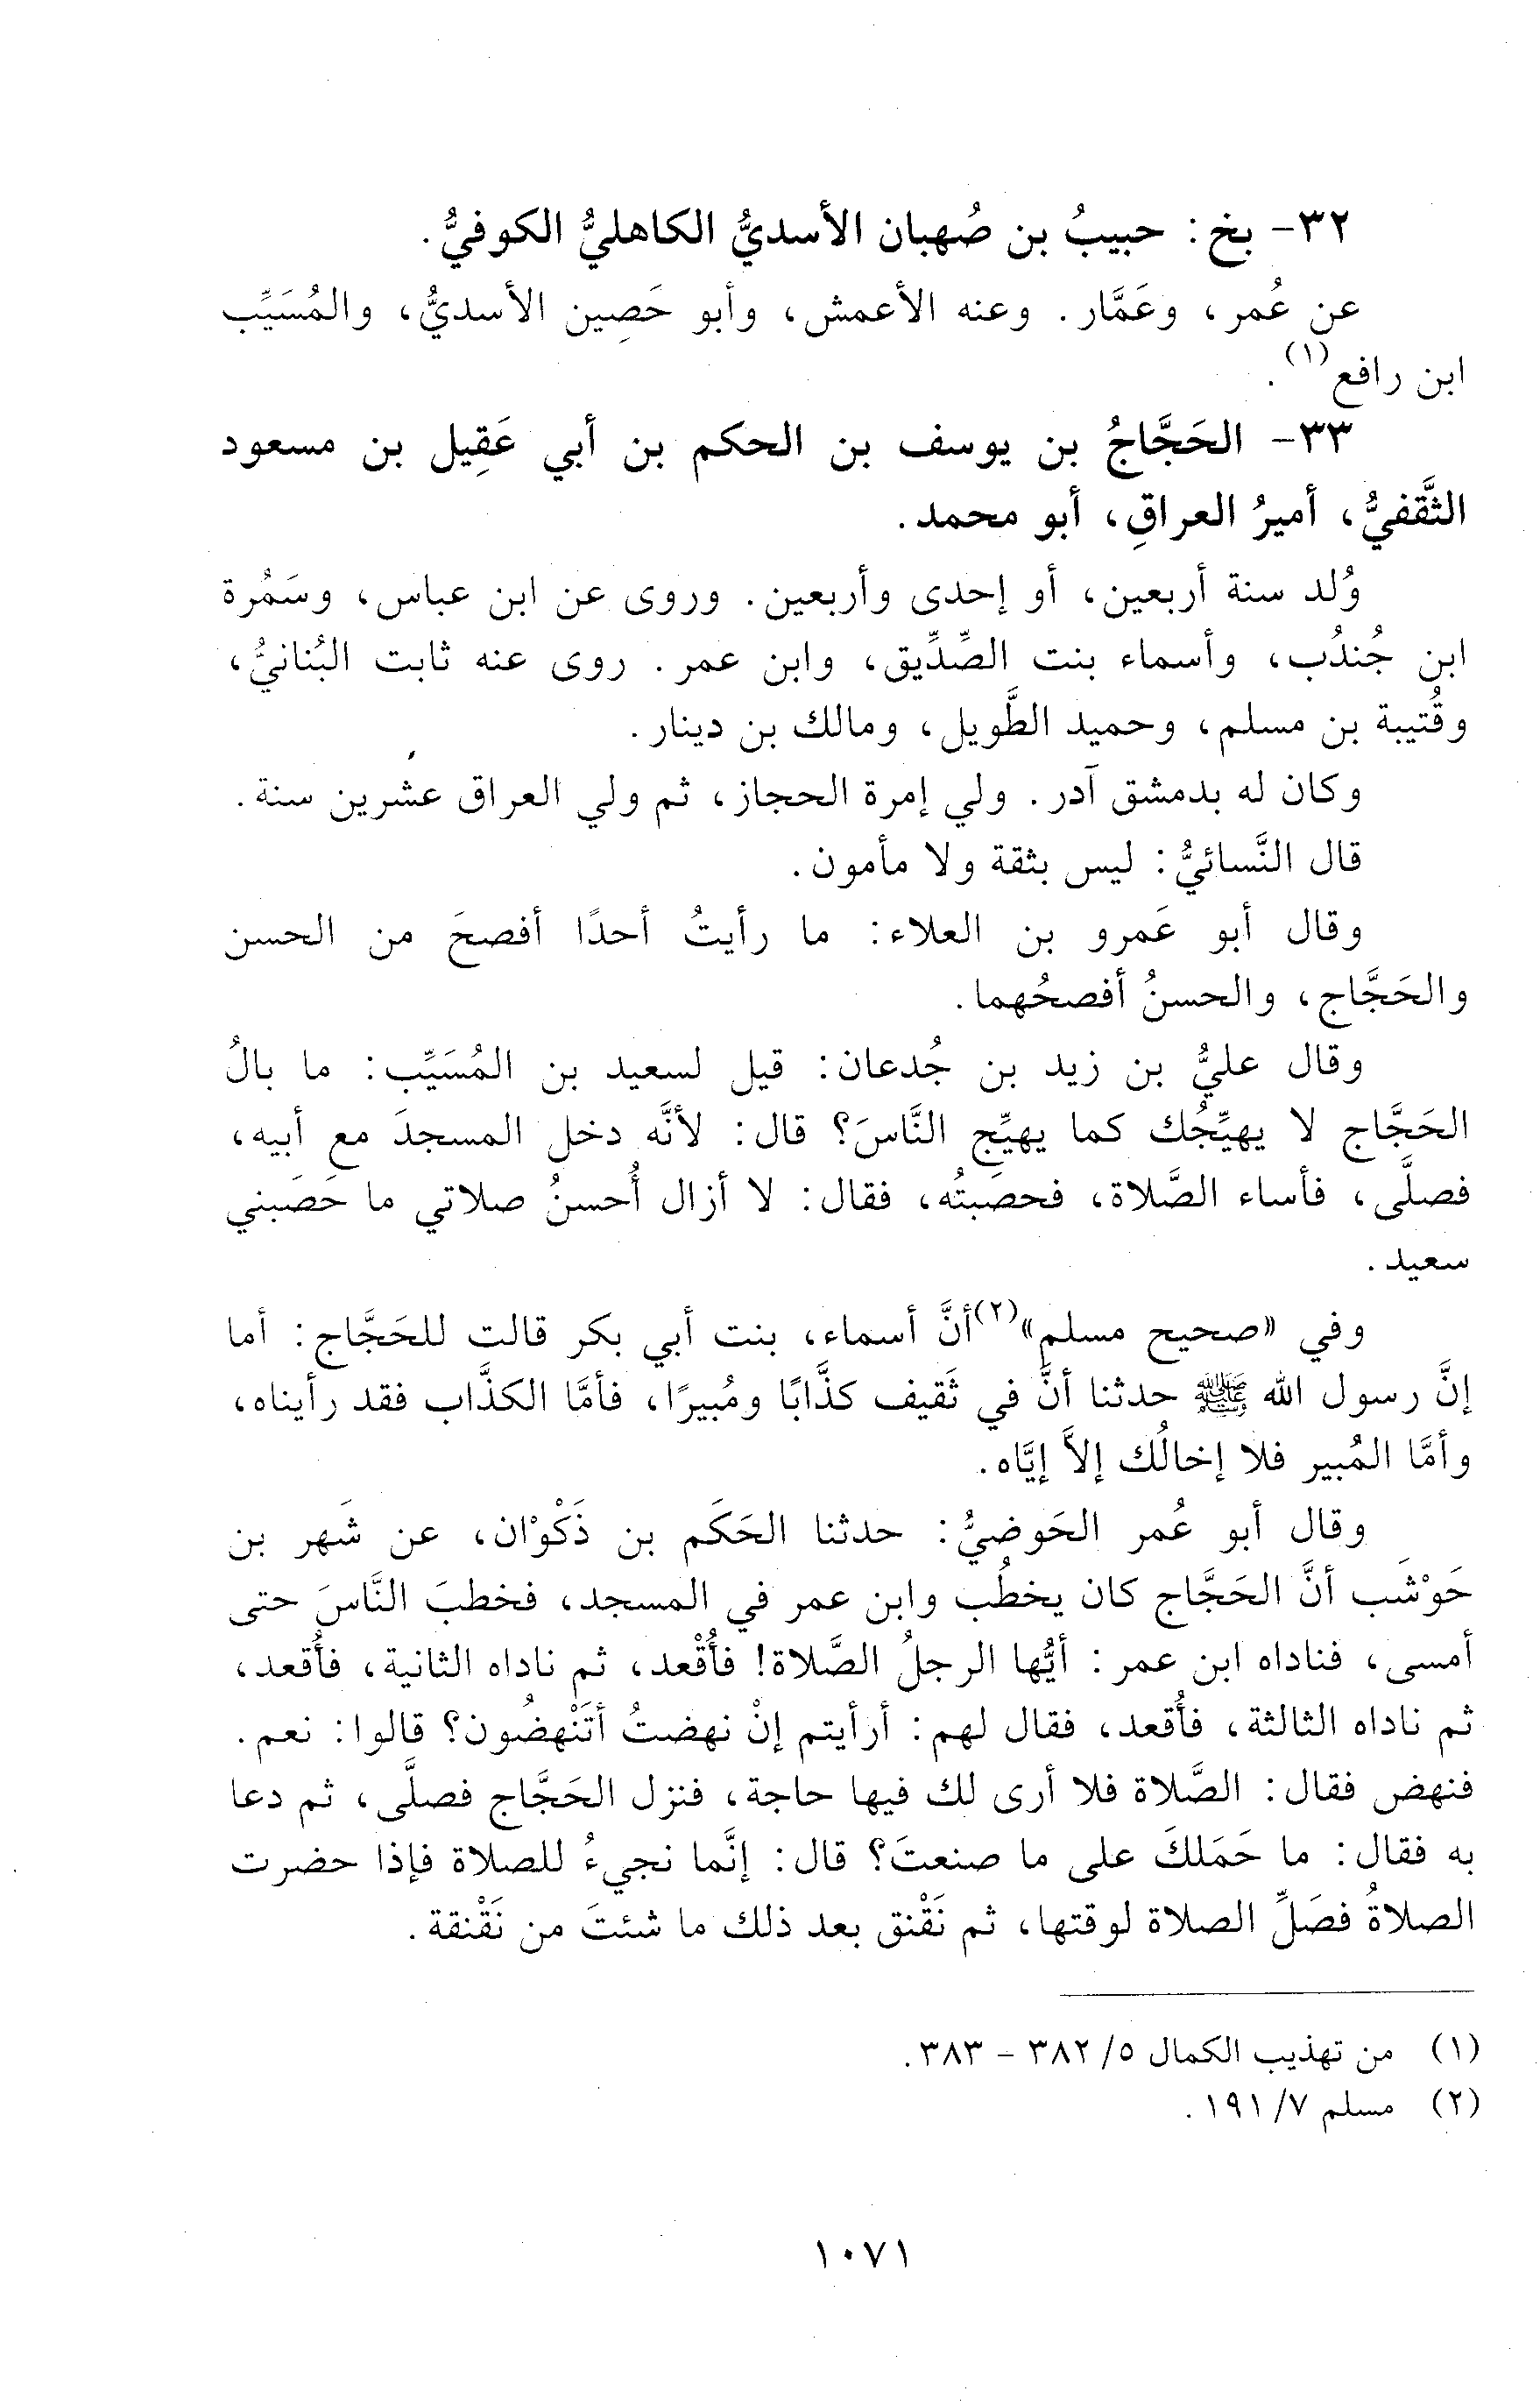 ٣٢- بخ: حبيبُ بن صُهبان الأسديُّ الكاهليُّ الكوفيُّ.
عن عُمر، وعَمَّار. وعنه الأعمش، وأبو حَصِين الأسديُّ، والمُسَيِّب
ابن رافع(١).
٣٣- الحَجَّاجُ بن يوسف بن الحكم بن أبي عَقِيل بن مسعود
الثَّقفيُّ، أميرُ العراقِ، أبو محمد.
وُلد سنة أربعين، أو إحدى وأربعين. وروى عن ابن عباس، وسَمُرة
ابن جُندُب، وأسماء بنت الصِّدِّيق، وابن عمر. روى عنه ثابت البُنانيُّ،
وقُتيبة بن مسلم، وحميد الطَّويل، ومالك بن دينار.
وكان له بدمشق آدر. ولي إمرة الحجاز، ثم ولي العراق عشرين سنة.
قال النَّسائيُّ: ليس بثقة ولا مأمون.
وقال أبو عَمرو بن العلاء: ما رأيتُ أحدًا أفصحَ من الحسن
والحَجَّاج، والحسنُ أفصحُهما.
وقال عليُّ بن زيد بن جُدعان: قيل لسعيد بن المُسَيِّب: ما بالُ
الحَجَّاج لا يهيِّجُك كما يهيِّج النَّاسَ؟ قال: لأنَّه دخل المسجدَ مع أبيه،
فصلَّى، فأساء الصَّلاة، فحصَبتُه، فقال: لا أزال أُحسنُ صلاتي ما حَصَبني
سعيد.
وفي «صحيح مسلم»(٢) أنَّ أسماء، بنت أبي بكر قالت للحَجَّاج: أما
إنَّ رسول الله ﷺ حدثنا أنَّ في ثَقيف كذَّابًا ومُبيرًا، فأمَّا الكذَّاب فقد رأيناه،
وأمَّا المُبير فلا إخالُك إلاَّ إيَّاه.
وقال أبو عُمر الحَوضيُّ: حدثنا الحَكَم بن ذَكْوان، عن شَهر بن
حَوْشَب أنَّ الحَجَّاج كان يخطُب وابن عمر في المسجد، فخطبَ النَّاسَ حتى
أمسى، فناداه ابن عمر: أيُّها الرجلُ الصَّلاة! فأُقْعد، ثم ناداه الثانية، فأُقعد،
ثم ناداه الثالثة، فأُقعد، فقال لهم: أرأيتم إنْ نهضتُ أتَنْهضُون؟ قالوا: نعم.
فنهض فقال: الصَّلاة فلا أرى لك فيها حاجة، فنزل الحَجَّاج فصلَّى، ثم دعا
به فقال: ما حَمَلكَ على ما صنعتَ؟ قال: إنَّما نجيءُ للصلاة فإذا حضرت
الصلاةُ فصَلِّ الصلاة لوقتها، ثم نَقْنق بعد ذلك ما شئتَ من نَقْنقة.
(١) من تهذيب الكمال ٥/ ٣٨٢ - ٣٨٣.
(٢) مسلم ٧/ ١٩١.
١٠٧١